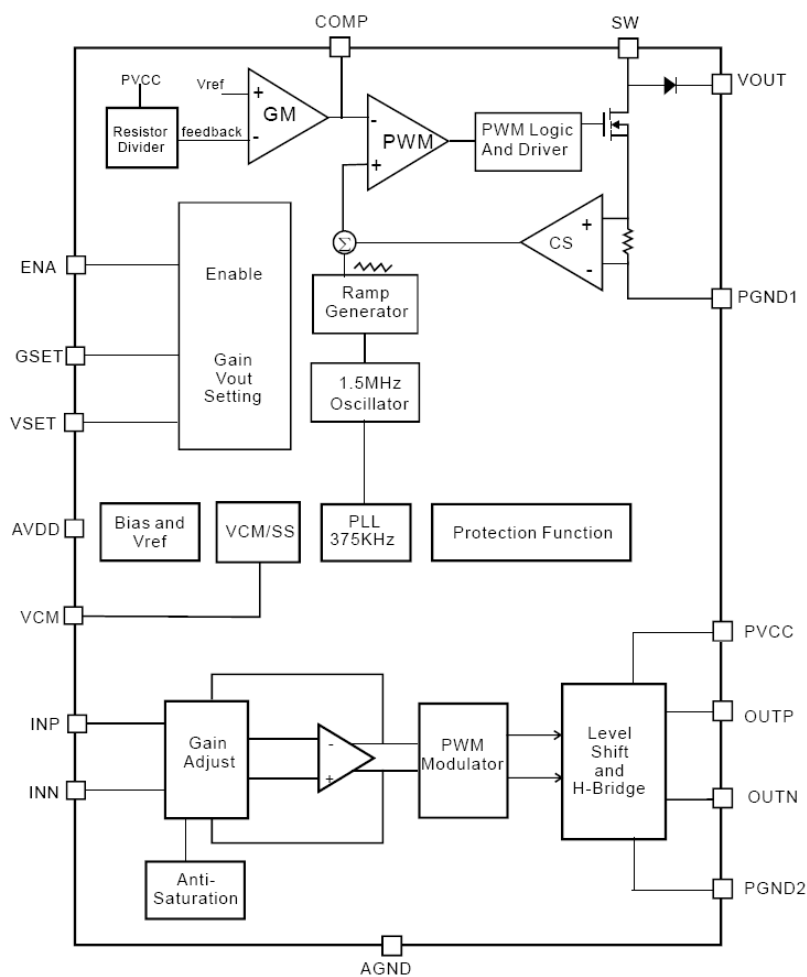 COMP
SW
VOUT
PVCC
Vref
+
GM
-
Resistor
Divider
feedback
-
PWM
+
PWM Logic
And Driver
+
CS
-
Σ
PGND1
ENA
Enable
GSET
Gain
Vout
Setting
VSET
Ramp
Generator
1.5MHz
Oscillator
AVDD
Bias and
Vref
VCM/SS
PLL
375KHz
Protection Function
VCM
PVCC
INP
Gain
Adjust
-
+
PWM
Modulator
Level
Shift
and
H-Bridge
OUTP
INN
OUTN
Anti-
Saturation
PGND2
AGND